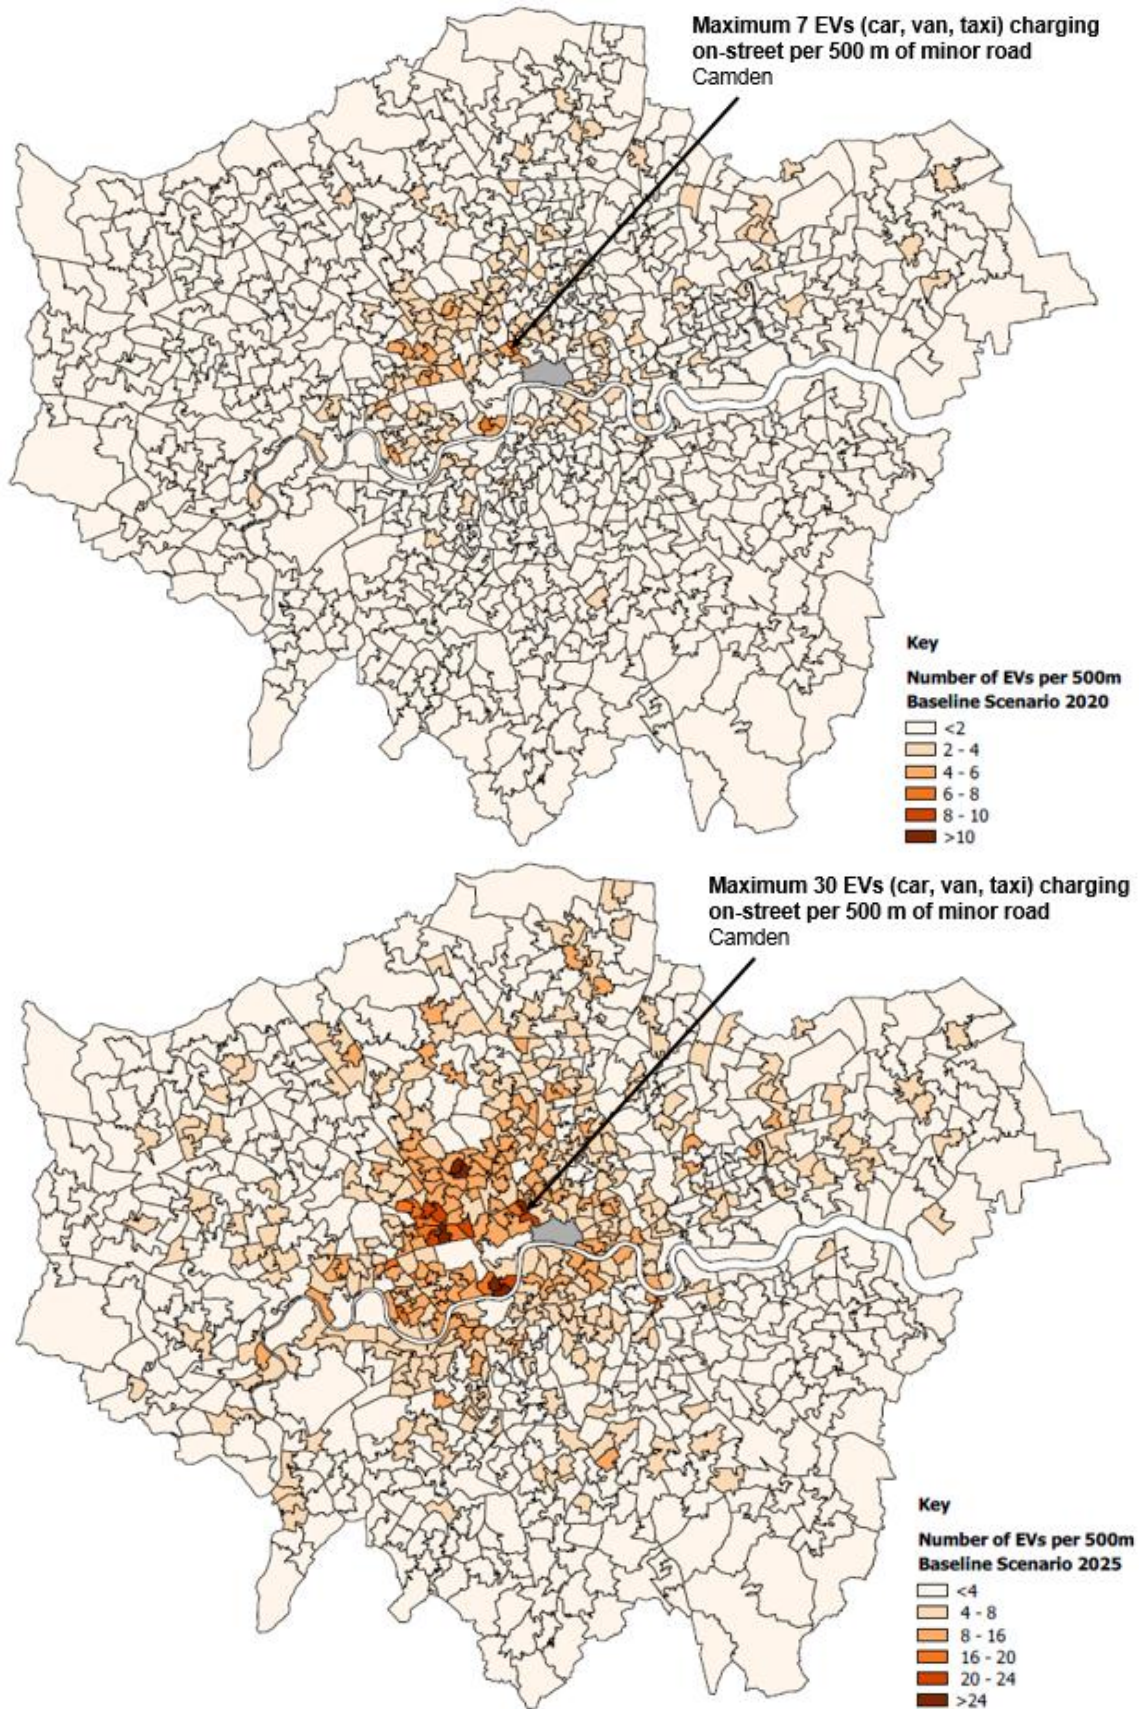 Maximum 7 EVs (car, van, taxi) charging
on-street per 500 m of minor road
Camden
Key
Number of EVs per 500m
Baseline Scenario 2020
<2
2 - 4
4 - 6
6 - 8
8 - 10
>10
Maximum 30 EVs (car, van, taxi) charging
on-street per 500 m of minor road
Camden
Key
Number of EVs per 500m
Baseline Scenario 2025
<4
4 - 8
8 - 16
16 - 20
20 - 24
>24